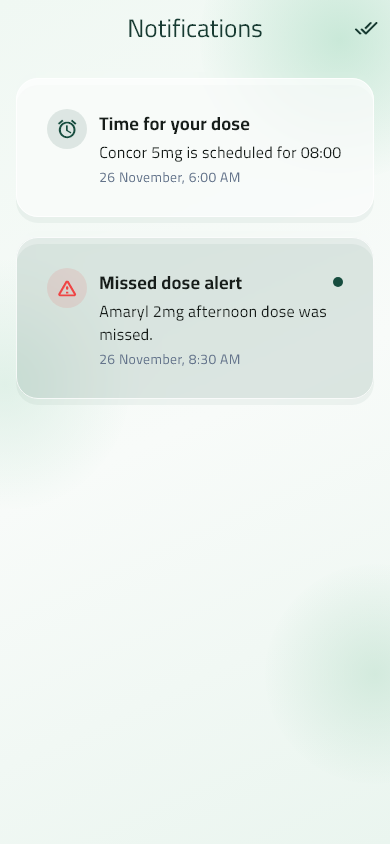 Notifications
Time for your dose
Concor 5mg is scheduled for 08:00
26 November, 6:00 AM
Missed dose alert
Amaryl 2mg afternoon dose was
missed.
26 November, 8:30 AM